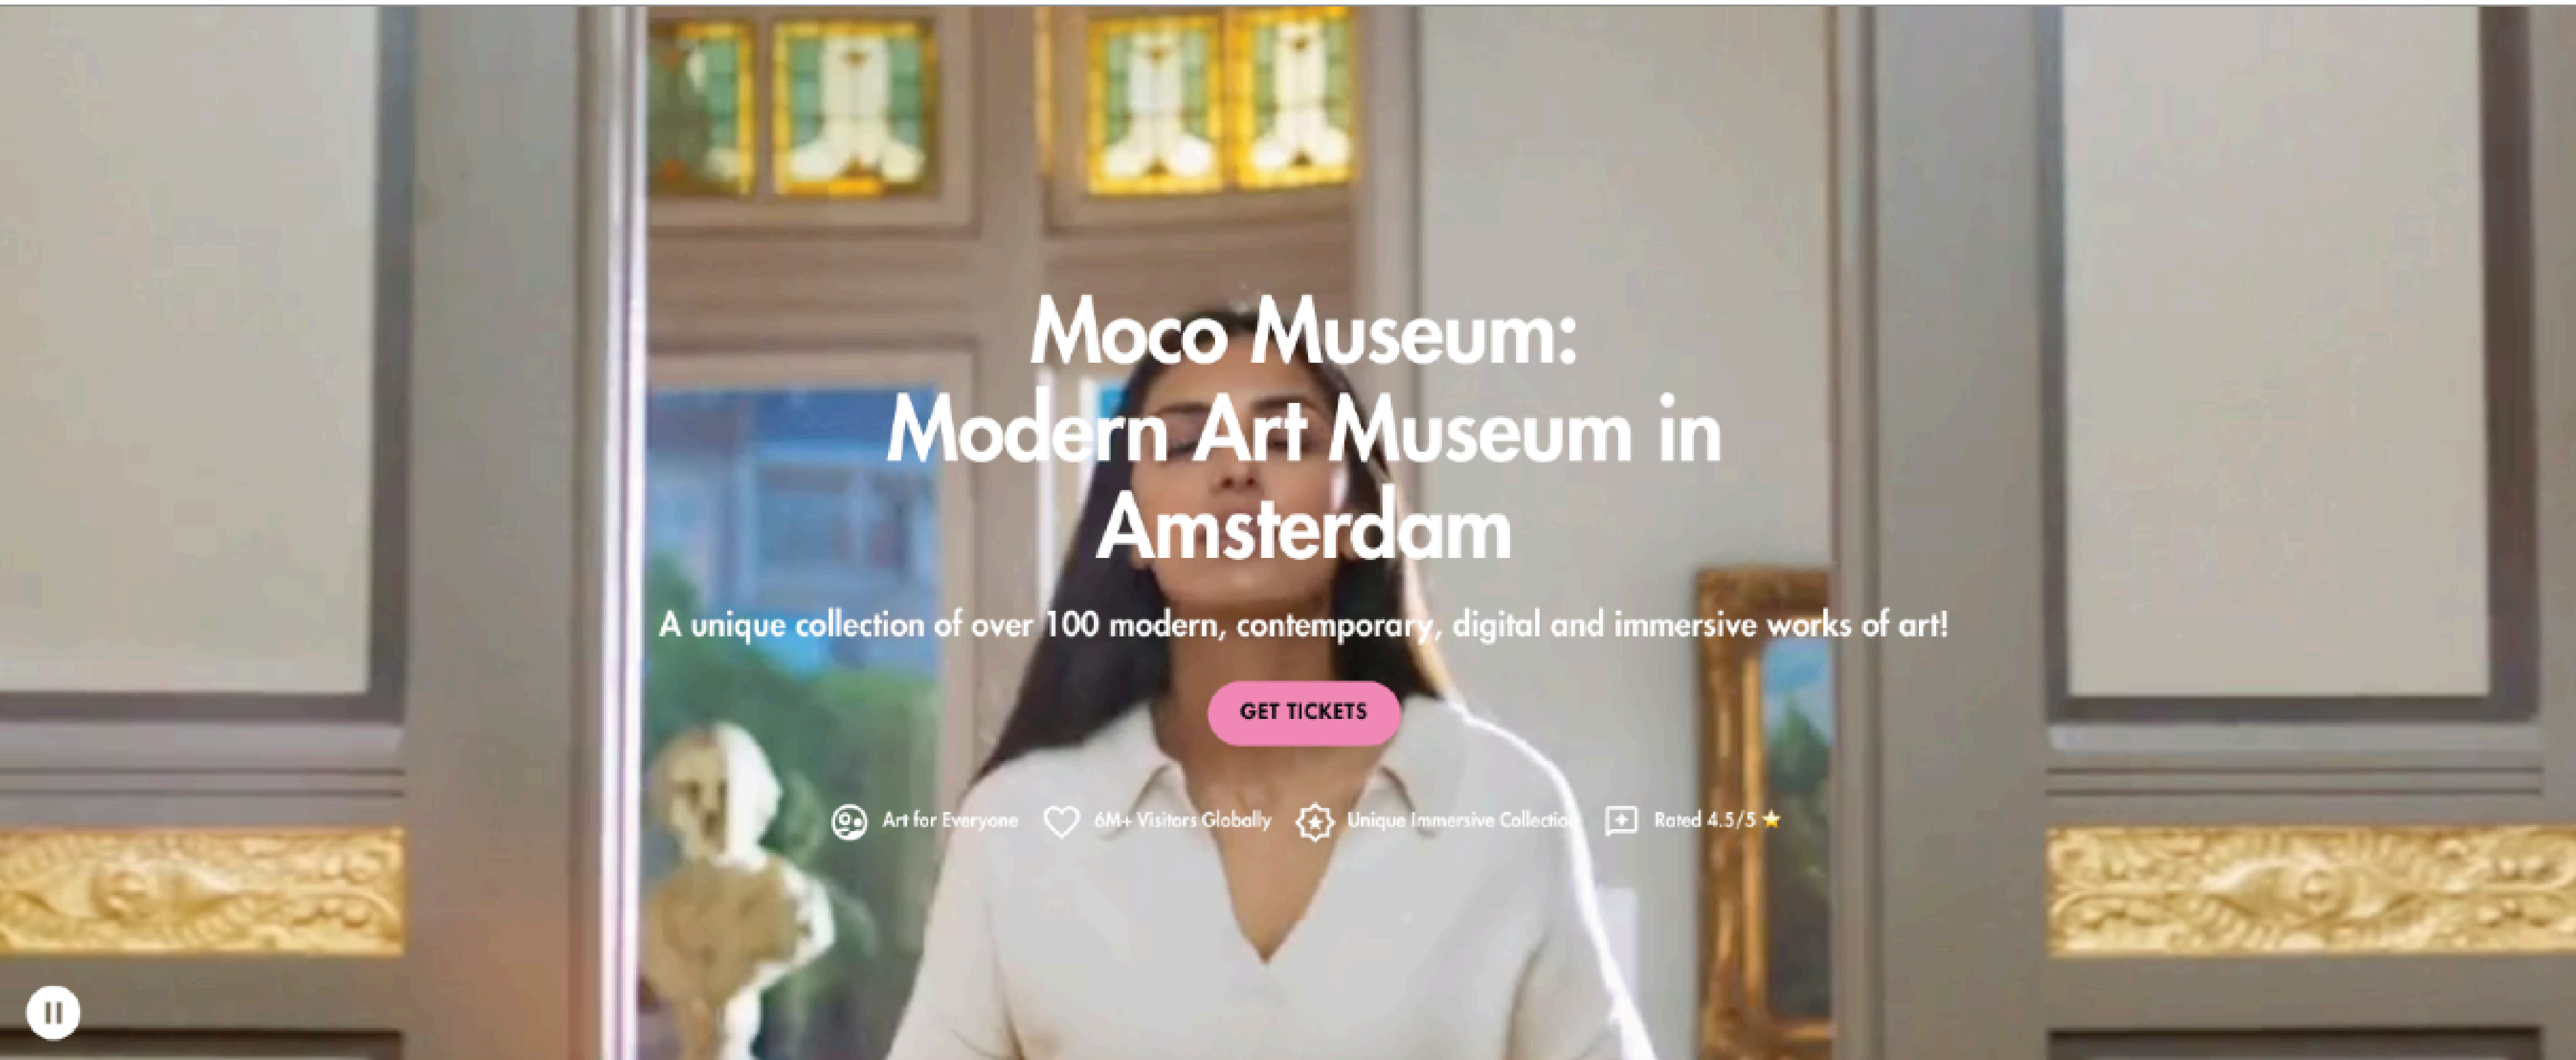 Moco Museum:
Modern Art Museum in
Amsterdam
A unique collection of over 100 modern, contemporary, digital and immersive works of art!
GET TICKETS
Art for Everyone
6M+ Visitors Globally
Unique Immersive Collection
Rated 4.5/5 ⭐